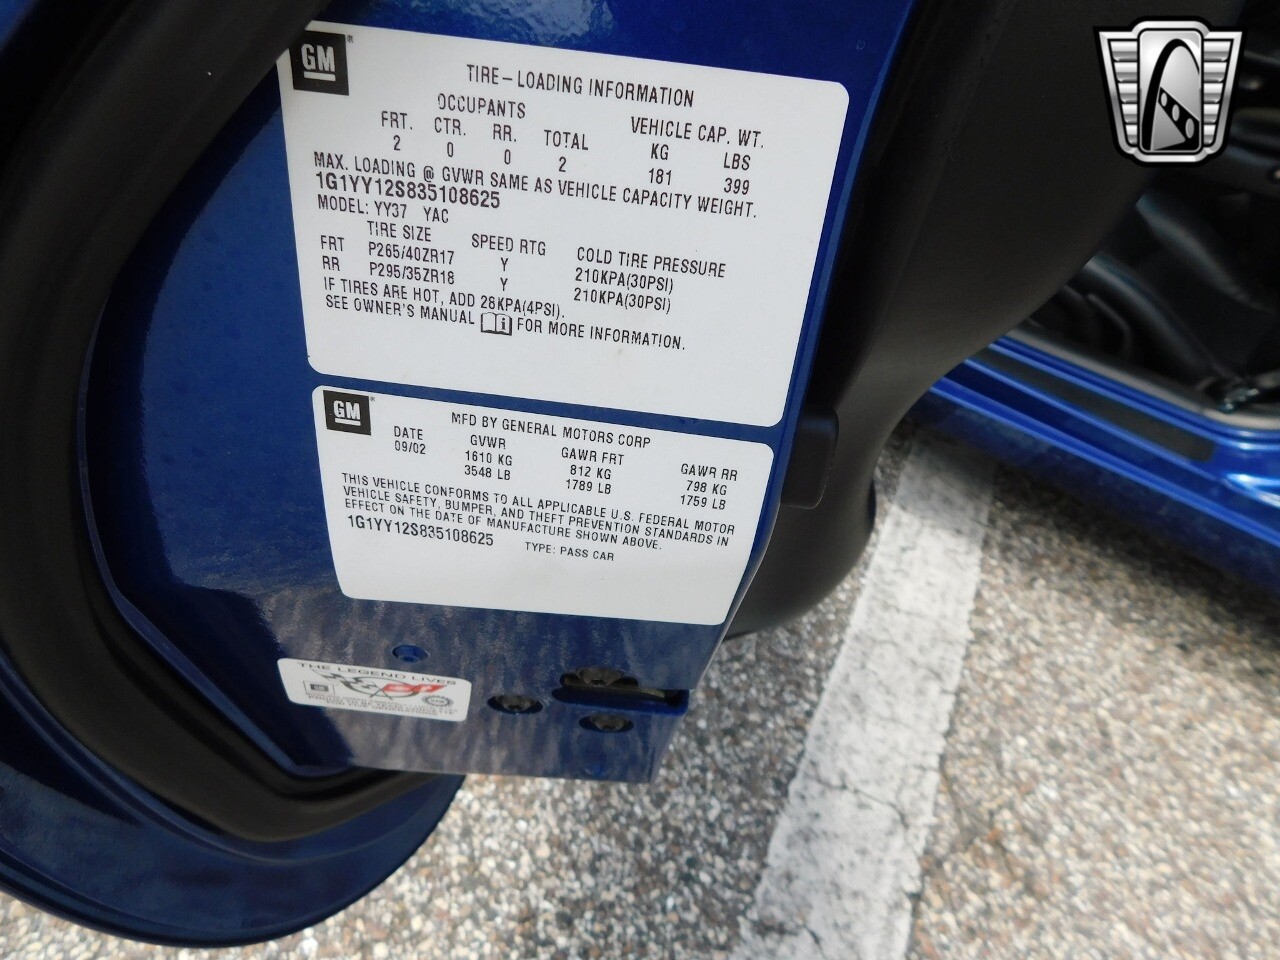 GM
TIRE-LOADING INFORMATION
OCCUPANTS VEHICLE CAP. WT.
FRT. CTR. RR. TOTAL KG LBS
2 0 0 2 181 399
MAX. LOADING @ GVWR SAME AS VEHICLE CAPACITY WEIGHT.
1G1YY12S835108625
MODEL: YY37 YAC
TIRE SIZE SPEED RTG COLD TIRE PRESSURE
FRT P265/40ZR17 Y 210KPA(30PSI)
RR P295/35ZR18 Y 210KPA(30PSI)
IF TIRES ARE HOT, ADD 28KPA(4PSI).
SEE OWNER'S MANUAL FOR MORE INFORMATION.
GM
MFD BY GENERAL MOTORS CORP
DATE GVWR GAWR FRT GAWR RR
09/02 1610 KG 812 KG 798 KG
3548 LB 1789 LB 1759 LB
THIS VEHICLE CONFORMS TO ALL APPLICABLE U.S. FEDERAL MOTOR
VEHICLE SAFETY, BUMPER, AND THEFT PREVENTION STANDARDS IN
EFFECT ON THE DATE OF MANUFACTURE SHOWN ABOVE.
1G1YY12S835108625 TYPE: PASS CAR
THE LEGEND LIVES